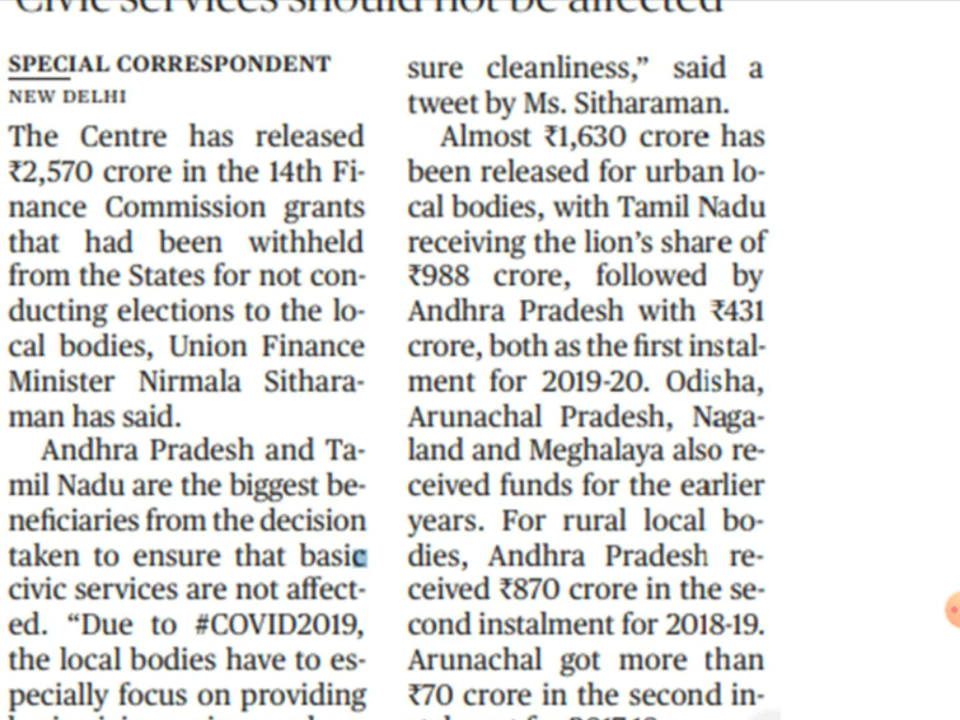 Civic services should not be affected
SPECIAL CORRESPONDENT
NEW DELHI
The Centre has released
₹2,570 crore in the 14th Fi-
nance Commission grants
that had been withheld
from the States for not con-
ducting elections to the lo-
cal bodies, Union Finance
Minister Nirmala Sithara-
man has said.
Andhra Pradesh and Ta-
mil Nadu are the biggest be-
neficiaries from the decision
taken to ensure that basic
civic services are not affect-
ed. “Due to #COVID2019,
the local bodies have to es-
pecially focus on providing
sure cleanliness,” said a
tweet by Ms. Sitharaman.
Almost ₹1,630 crore has
been released for urban lo-
cal bodies, with Tamil Nadu
receiving the lion’s share of
₹988 crore, followed by
Andhra Pradesh with ₹431
crore, both as the first instal-
ment for 2019-20. Odisha,
Arunachal Pradesh, Naga-
land and Meghalaya also re-
ceived funds for the earlier
years. For rural local bo-
dies, Andhra Pradesh re-
ceived ₹870 crore in the se-
cond instalment for 2018-19.
Arunachal got more than
₹70 crore in the second in-